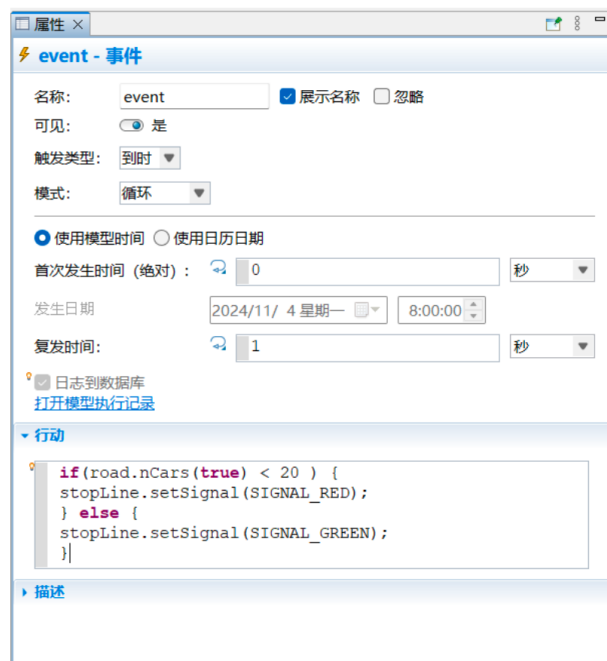 属性
event - 事件
名称: event 展示名称 忽略
可见: 是
触发类型: 到时
模式: 循环
使用模型时间 使用日历日期
首次发生时间（绝对）: 0 秒
发生日期 2024/11/ 4 星期一 8:00:00
复发时间: 1 秒
日志到数据库
打开模型执行记录
行动
if(road.nCars(true) < 20 ) {
stopLine.setSignal(SIGNAL_RED);
} else {
stopLine.setSignal(SIGNAL_GREEN);
}
描述